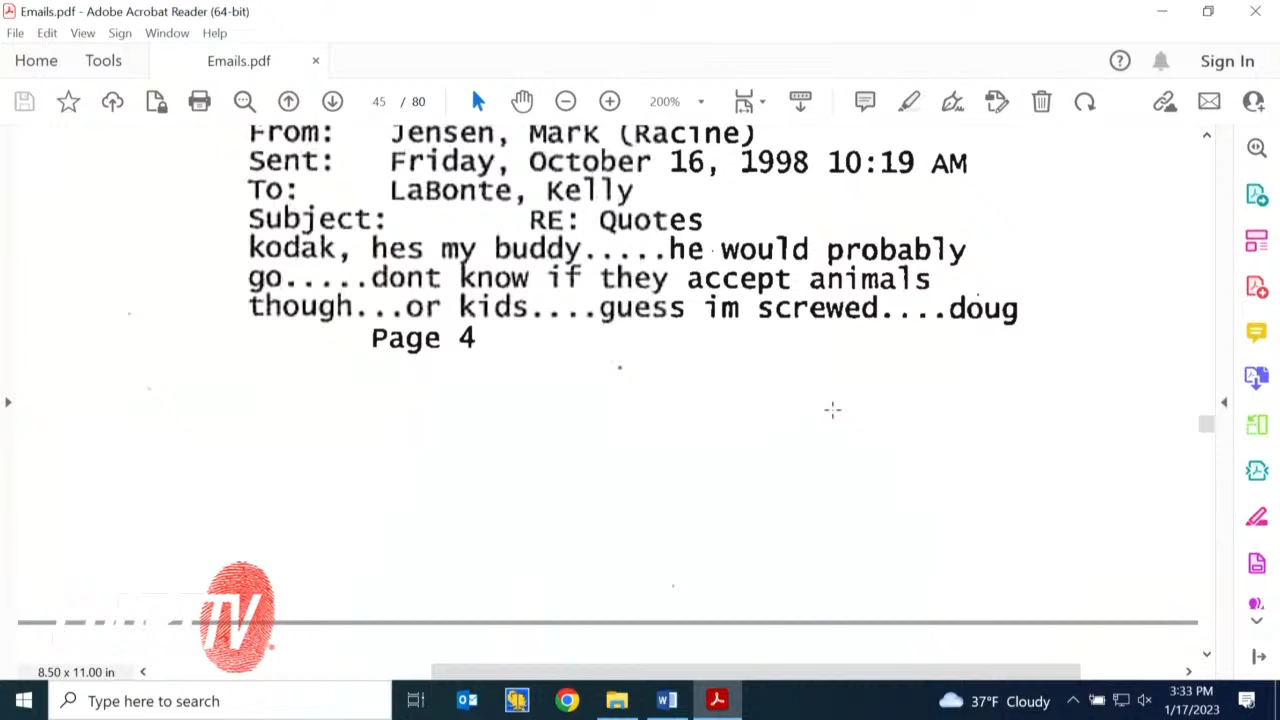 Emails.pdf - Adobe Acrobat Reader (64-bit)
File Edit View Sign Window Help
Home Tools Emails.pdf × Sign In
45 / 80 200%
From: Jensen, Mark (Racine)
Sent: Friday, October 16, 1998 10:19 AM
To: LaBonte, Kelly
Subject: RE: Quotes
kodak, hes my buddy.....he would probably
go.....dont know if they accept animals
though...or kids....guess im screwed....doug
Page 4
TV
8.50 x 11.00 in
Type here to search
37°F Cloudy
3:33 PM
1/17/2023